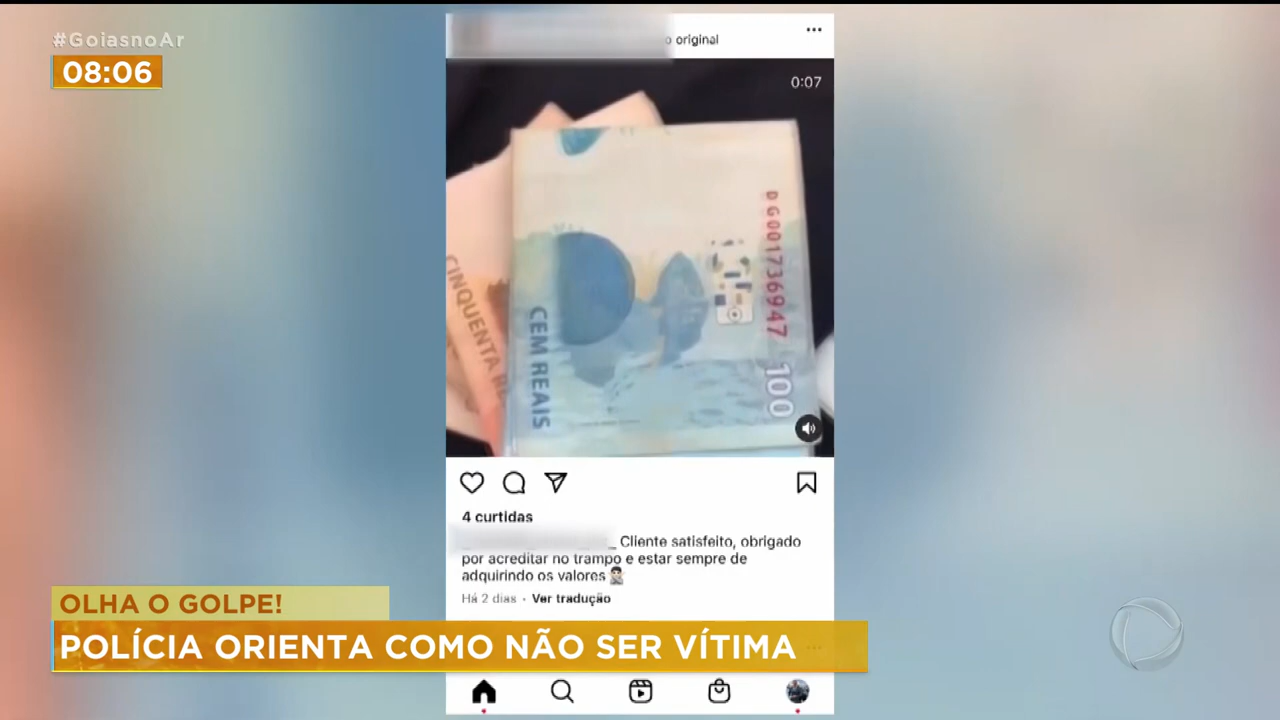 #GoiasnoAr
08:06
o original
0:07
DG001736947
100
CEM REAIS
CINQUENTA RE
4 curtidas
Cliente satisfeito, obrigado
por acreditar no trampo e estar sempre de
adquirindo os valores
Há 2 dias • Ver tradução
OLHA O GOLPE!
POLÍCIA ORIENTA COMO NÃO SER VÍTIMA